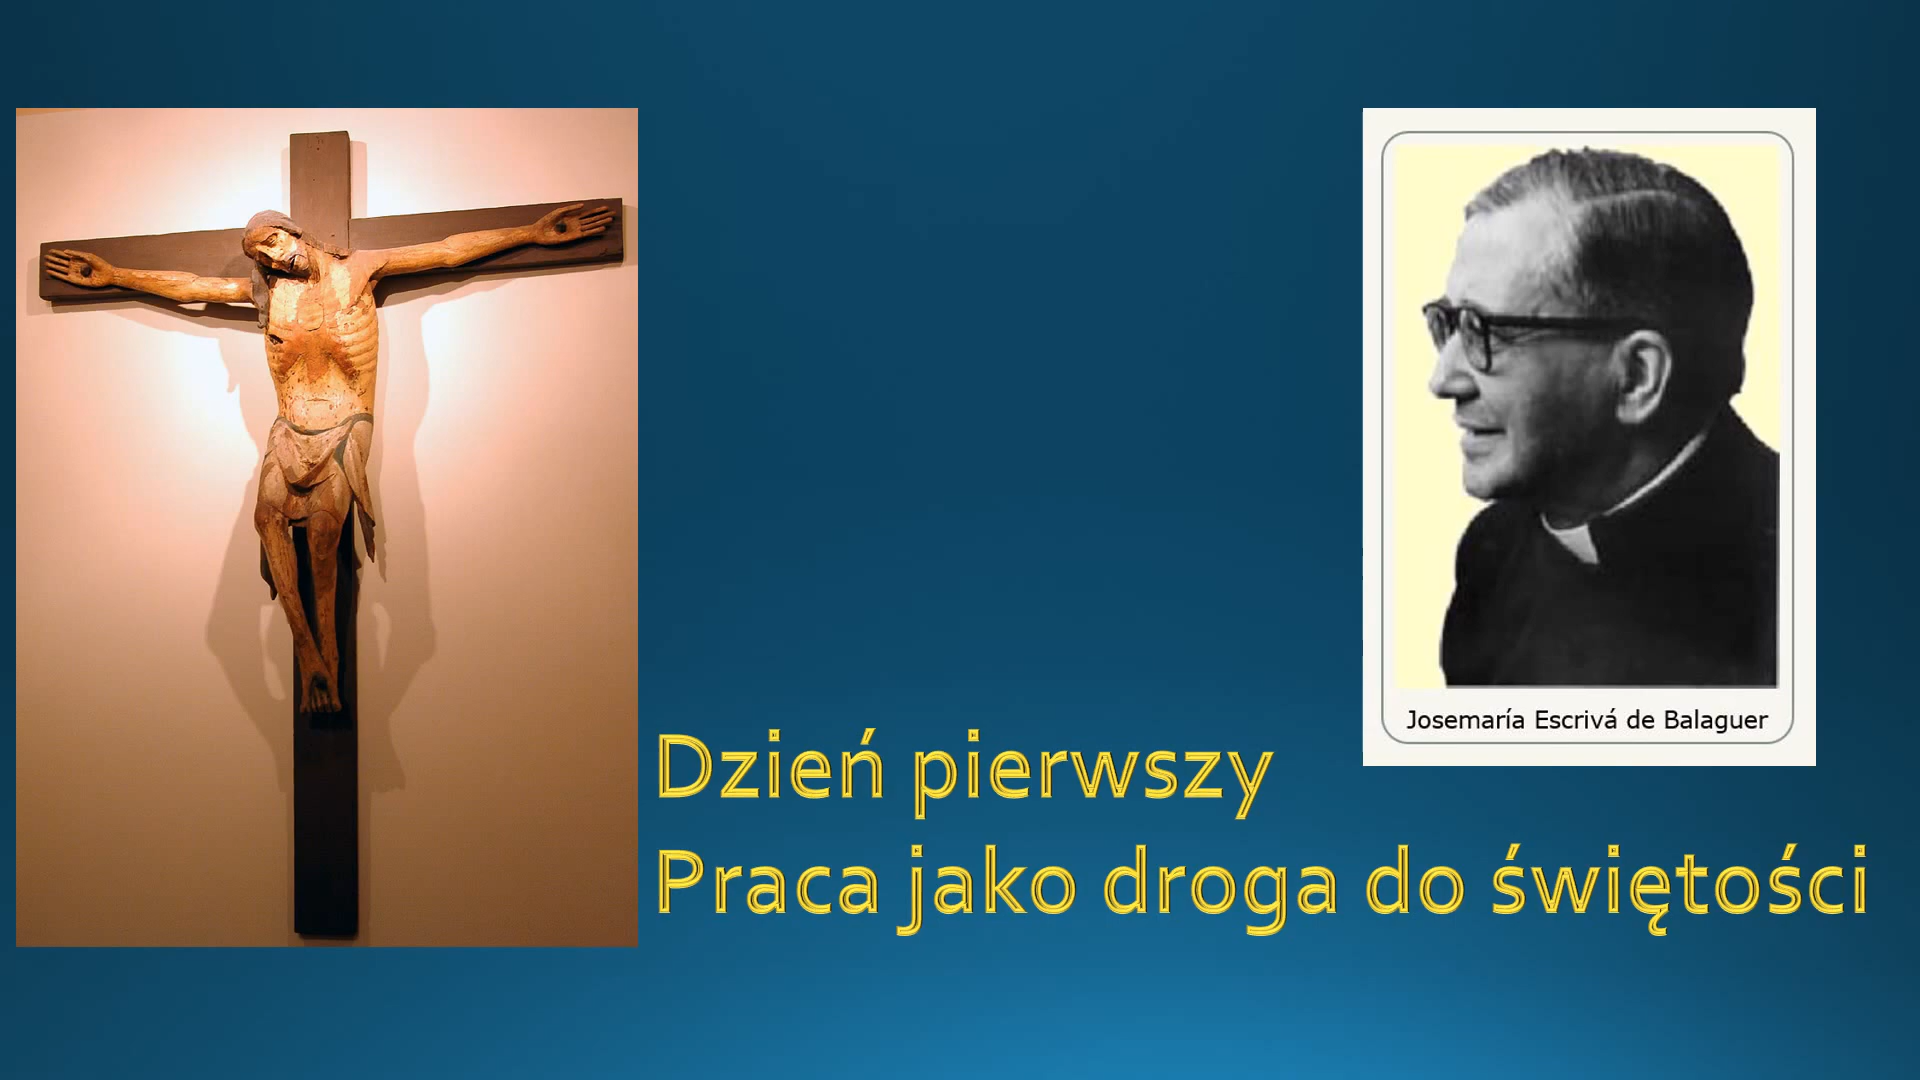 Josemaría Escrivá de Balaguer
Dzień pierwszy
Praca jako droga do świętości